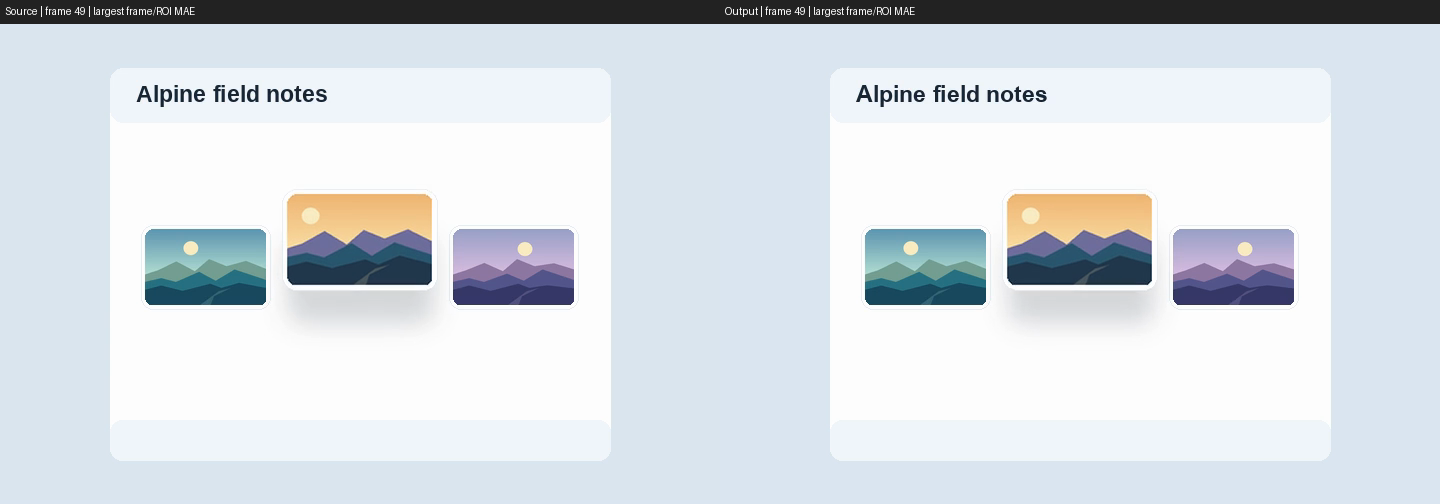 Source | frame 49 | largest frame/ROI MAE
Output | frame 49 | largest frame/ROI MAE
Alpine field notes
Alpine field notes